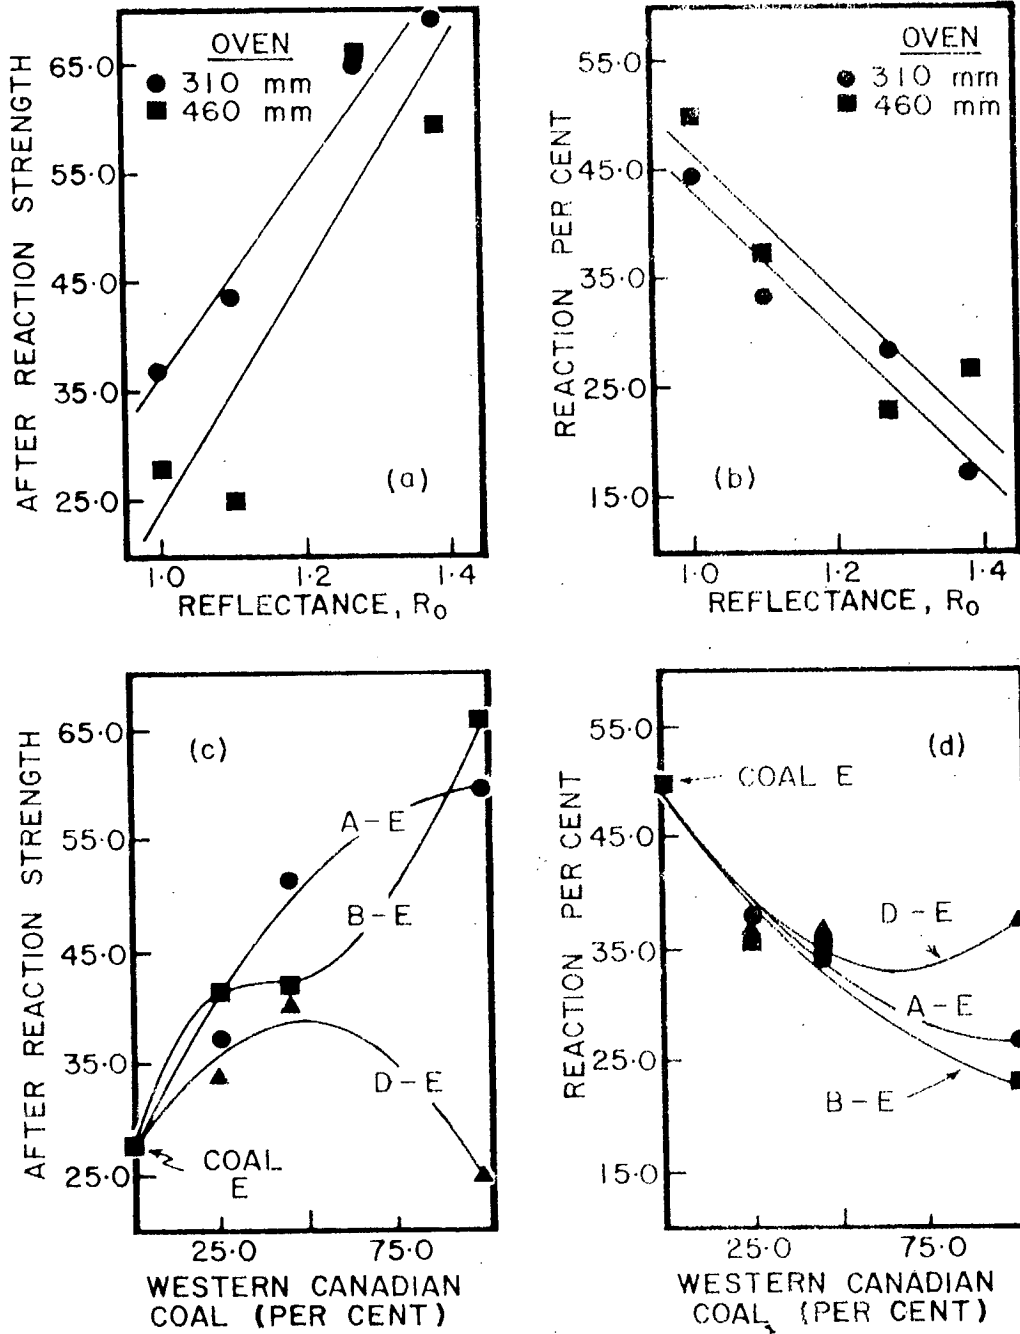 AFTER REACTION STRENGTH
65·0
55·0
45·0
35·0
25·0
OVEN
310 mm
460 mm
(a)
1·0
1·2
1·4
REFLECTANCE, Ro
REACTION PER CENT
55·0
45·0
35·0
25·0
15·0
OVEN
310 mm
460 mm
(b)
1·0
1·2
1·4
REFLECTANCE, Ro
AFTER REACTION STRENGTH
65·0
55·0
45·0
35·0
25·0
(c)
A-E
B-E
D-E
COAL
E
25·0
75·0
WESTERN CANADIAN
COAL (PER CENT)
REACTION PER CENT
55·0
45·0
35·0
25·0
15·0
(d)
COAL E
D-E
A-E
B-E
25·0
75·0
WESTERN CANADIAN
COAL (PER CENT)